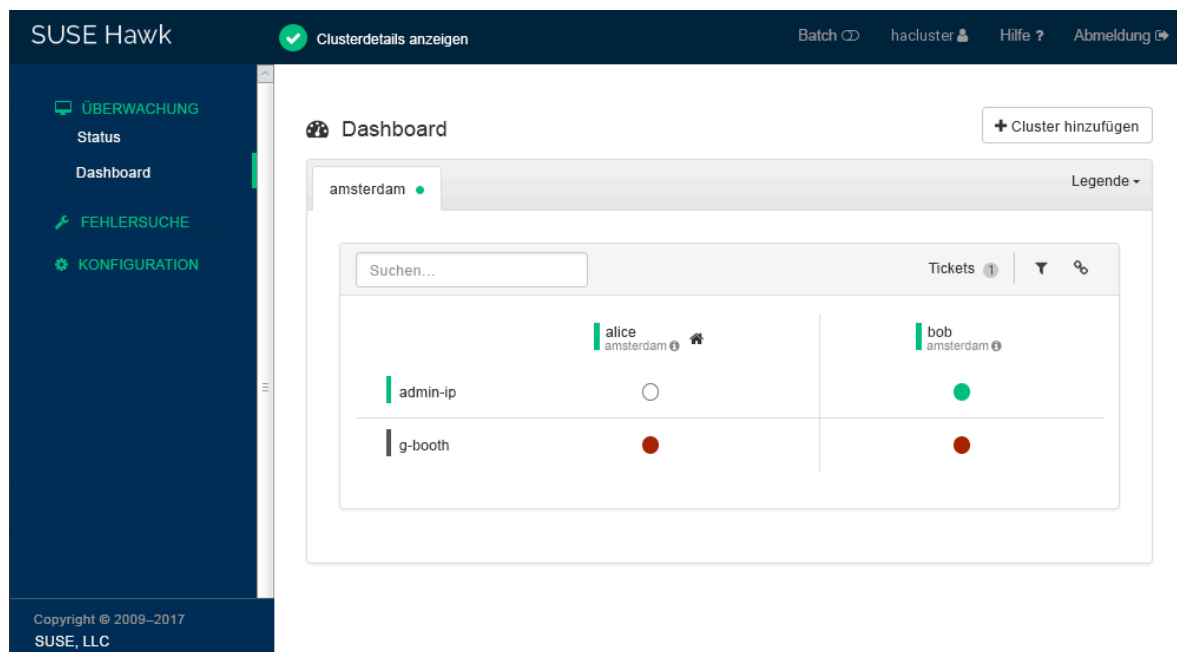 SUSE Hawk
Clusterdetails anzeigen
Batch
hacluster
Hilfe ?
Abmeldung
ÜBERWACHUNG
Status
Dashboard
FEHLERSUCHE
KONFIGURATION
Copyright © 2009–2017
SUSE, LLC
Dashboard
+ Cluster hinzufügen
amsterdam
Legende
Suchen...
Tickets 1
alice
amsterdam
bob
amsterdam
admin-ip
g-booth